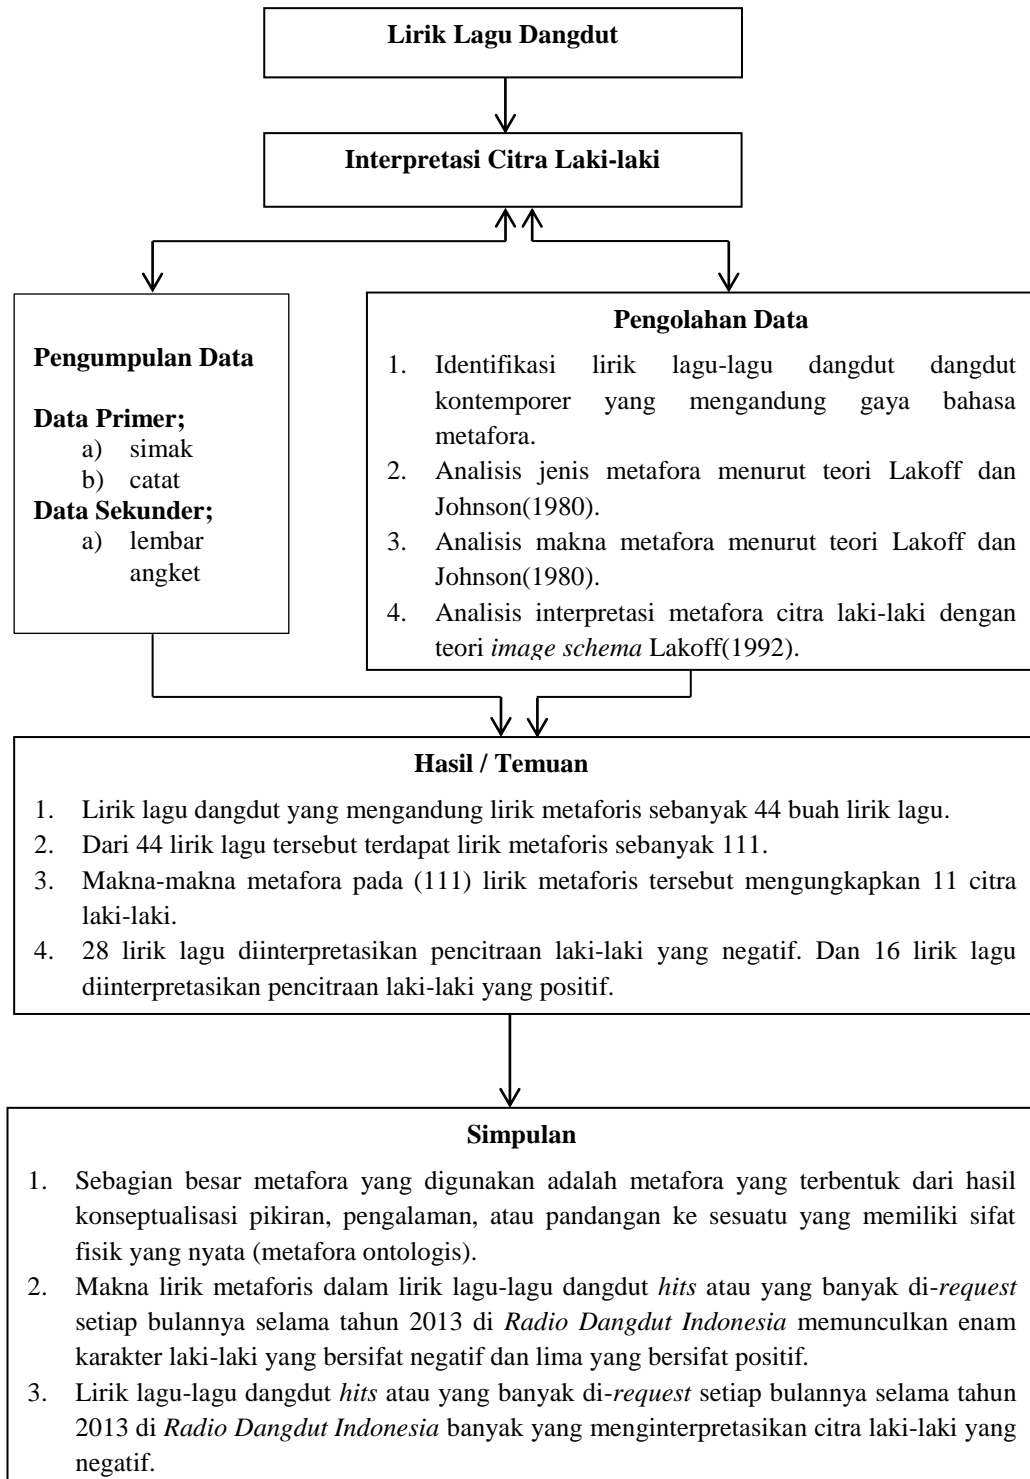 Lirik Lagu Dangdut
Interpretasi Citra Laki-laki
Pengumpulan Data
Data Primer;
a) simak
b) catat
Data Sekunder;
a) lembar
angket
Pengolahan Data
1. Identifikasi lirik lagu-lagu dangdut dangdut
kontemporer yang mengandung gaya bahasa
metafora.
2. Analisis jenis metafora menurut teori Lakoff dan
Johnson(1980).
3. Analisis makna metafora menurut teori Lakoff dan
Johnson(1980).
4. Analisis interpretasi metafora citra laki-laki dengan
teori image schema Lakoff(1992).
Hasil / Temuan
1. Lirik lagu dangdut yang mengandung lirik metaforis sebanyak 44 buah lirik lagu.
2. Dari 44 lirik lagu tersebut terdapat lirik metaforis sebanyak 111.
3. Makna-makna metafora pada (111) lirik metaforis tersebut mengungkapkan 11 citra
laki-laki.
4. 28 lirik lagu diinterpretasikan pencitraan laki-laki yang negatif. Dan 16 lirik lagu
diinterpretasikan pencitraan laki-laki yang positif.
Simpulan
1. Sebagian besar metafora yang digunakan adalah metafora yang terbentuk dari hasil
konseptualisasi pikiran, pengalaman, atau pandangan ke sesuatu yang memiliki sifat
fisik yang nyata (metafora ontologis).
2. Makna lirik metaforis dalam lirik lagu-lagu dangdut hits atau yang banyak di-request
setiap bulannya selama tahun 2013 di Radio Dangdut Indonesia memunculkan enam
karakter laki-laki yang bersifat negatif dan lima yang bersifat positif.
3. Lirik lagu-lagu dangdut hits atau yang banyak di-request setiap bulannya selama tahun
2013 di Radio Dangdut Indonesia banyak yang menginterpretasikan citra laki-laki yang
negatif.